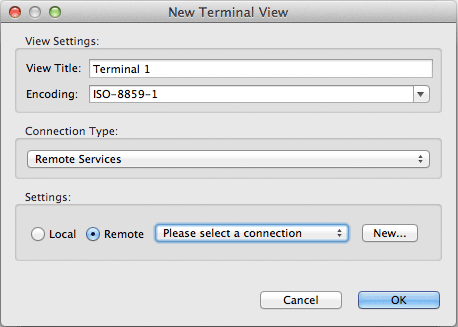 New Terminal View
View Settings:
View Title: Terminal 1
Encoding: ISO-8859-1
Connection Type:
Remote Services
Settings:
Local Remote Please select a connection New...
Cancel OK